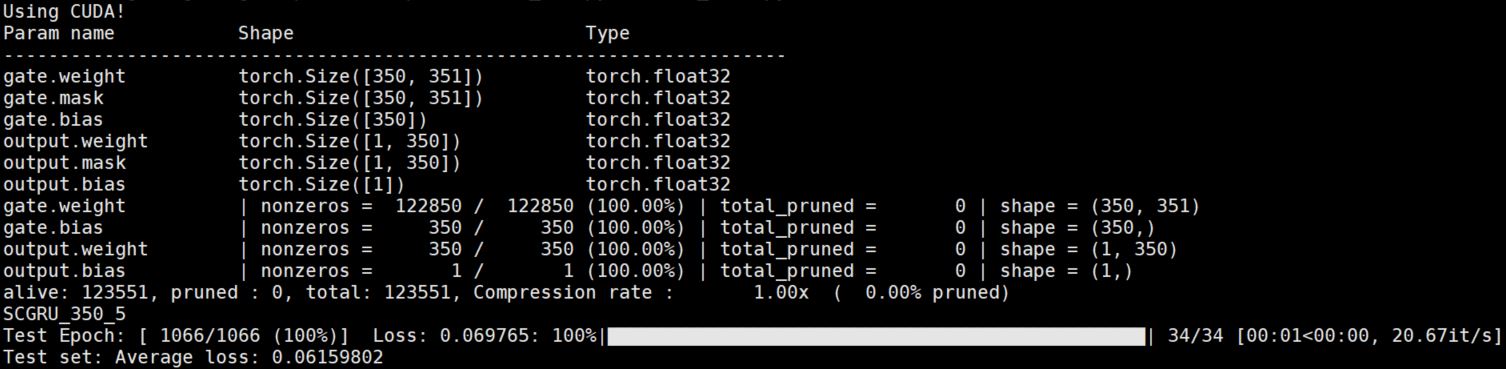 Using CUDA!
Param name           Shape                          Type
---------------------------------------------------------------------
gate.weight          torch.Size([350, 351])         torch.float32
gate.mask            torch.Size([350, 351])         torch.float32
gate.bias            torch.Size([350])              torch.float32
output.weight        torch.Size([1, 350])           torch.float32
output.mask          torch.Size([1, 350])           torch.float32
output.bias          torch.Size([1])                torch.float32
gate.weight          | nonzeros =  122850 /  122850 (100.00%) | total_pruned =       0 | shape = (350, 351)
gate.bias            | nonzeros =     350 /     350 (100.00%) | total_pruned =       0 | shape = (350,)
output.weight        | nonzeros =     350 /     350 (100.00%) | total_pruned =       0 | shape = (1, 350)
output.bias          | nonzeros =       1 /       1 (100.00%) | total_pruned =       0 | shape = (1,)
alive: 123551, pruned : 0, total: 123551, Compression rate :       1.00x  (  0.00% pruned)
SCGRU_350_5
Test Epoch: [ 1066/1066 (100%)]  Loss: 0.069765: 100%|| 34/34 [00:01<00:00, 20.67it/s]
Test set: Average loss: 0.06159802